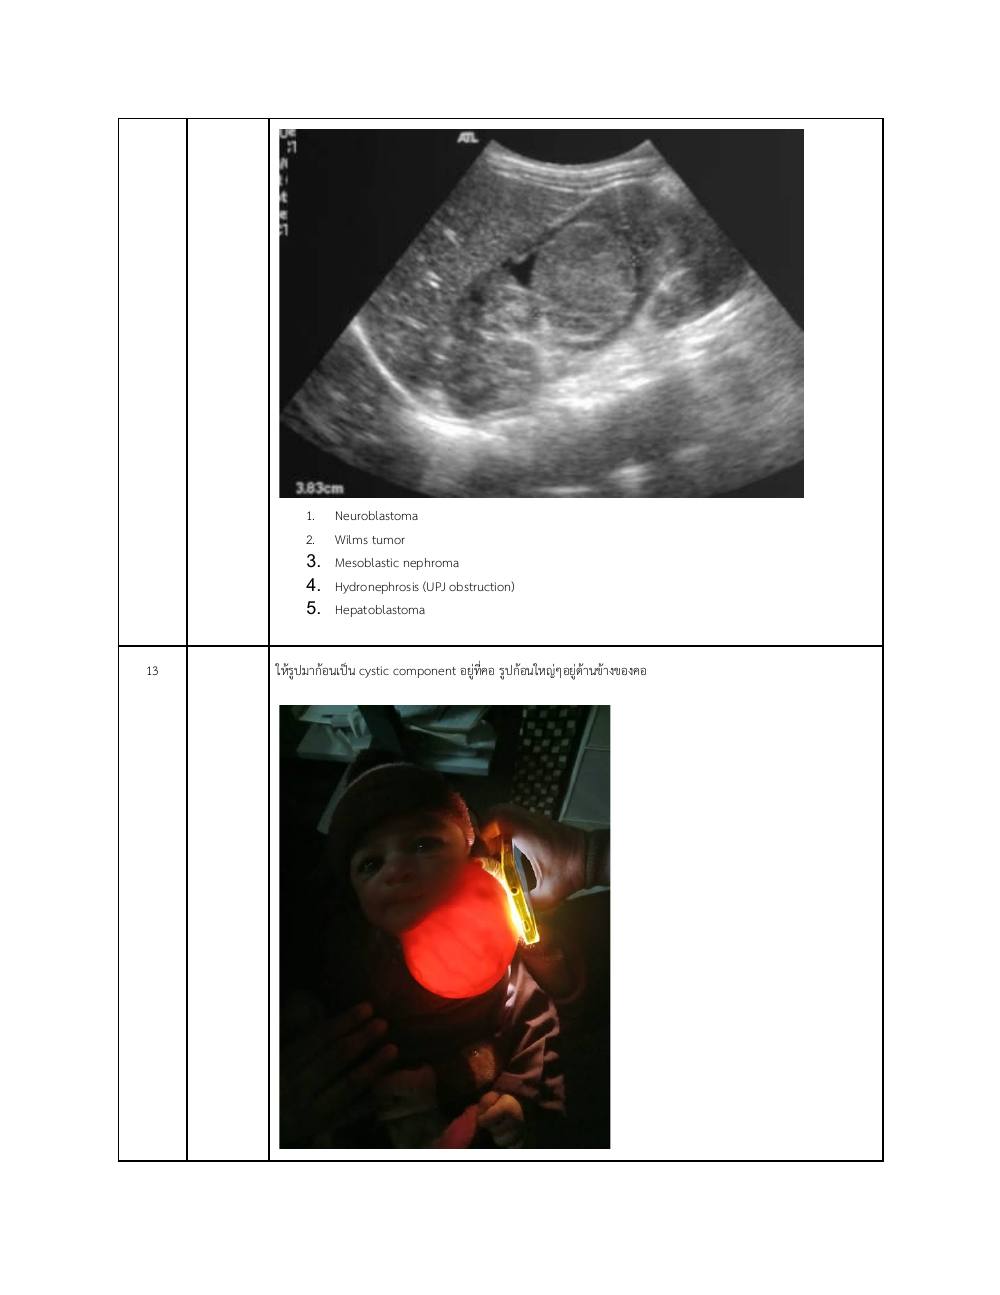 ATL
3.83cm
1. Neuroblastoma
2. Wilms tumor
3. Mesoblastic nephroma
4. Hydronephrosis (UPJ obstruction)
5. Hepatoblastoma
13
ให้รูปมาก้อนเป็น cystic component อยู่ที่คอ รูปก้อนใหญ่ๆอยู่ด้านข้างของคอ